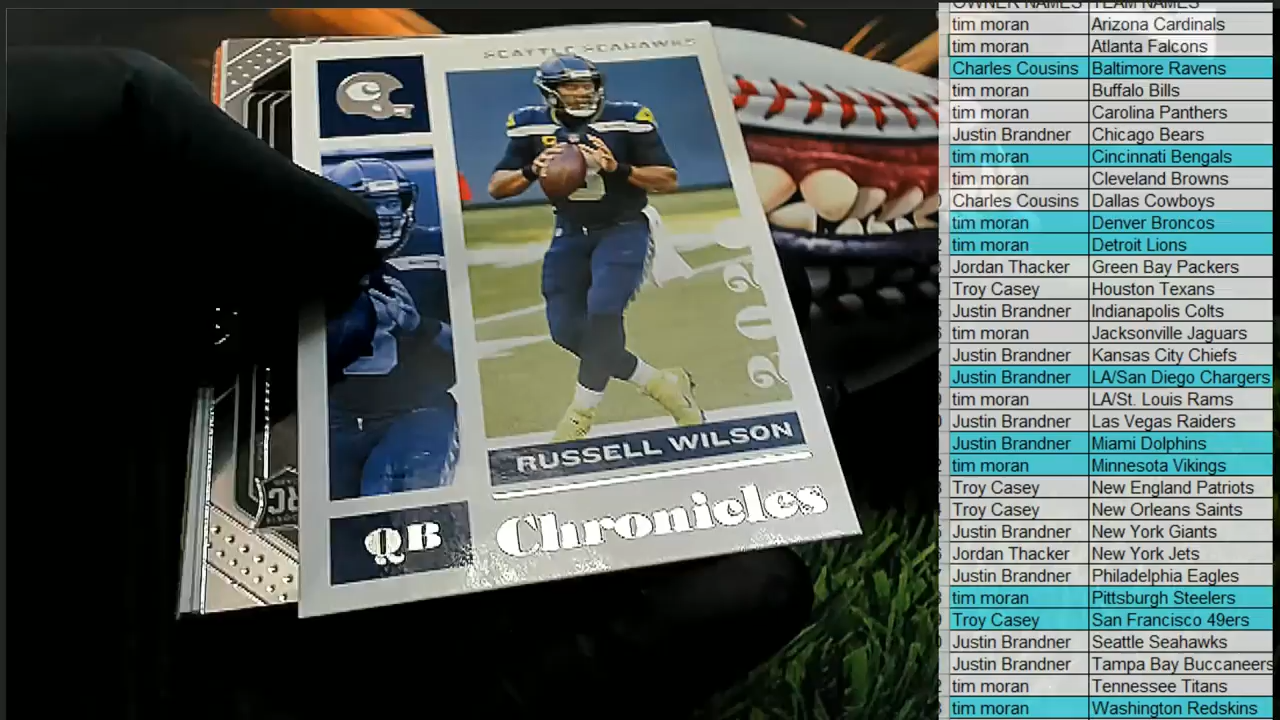 SEATTLE SEAHAWKS
2020
RUSSELL WILSON
QB
Chronicles
RC
OWNER NAMES TEAM NAMES
tim moran Arizona Cardinals
tim moran Atlanta Falcons
Charles Cousins Baltimore Ravens
tim moran Buffalo Bills
tim moran Carolina Panthers
Justin Brandner Chicago Bears
tim moran Cincinnati Bengals
tim moran Cleveland Browns
Charles Cousins Dallas Cowboys
tim moran Denver Broncos
tim moran Detroit Lions
Jordan Thacker Green Bay Packers
Troy Casey Houston Texans
Justin Brandner Indianapolis Colts
tim moran Jacksonville Jaguars
Justin Brandner Kansas City Chiefs
Justin Brandner LA/San Diego Chargers
tim moran LA/St. Louis Rams
Justin Brandner Las Vegas Raiders
Justin Brandner Miami Dolphins
tim moran Minnesota Vikings
Troy Casey New England Patriots
Troy Casey New Orleans Saints
Justin Brandner New York Giants
Jordan Thacker New York Jets
Justin Brandner Philadelphia Eagles
tim moran Pittsburgh Steelers
Troy Casey San Francisco 49ers
Justin Brandner Seattle Seahawks
Justin Brandner Tampa Bay Buccaneers
tim moran Tennessee Titans
tim moran Washington Redskins